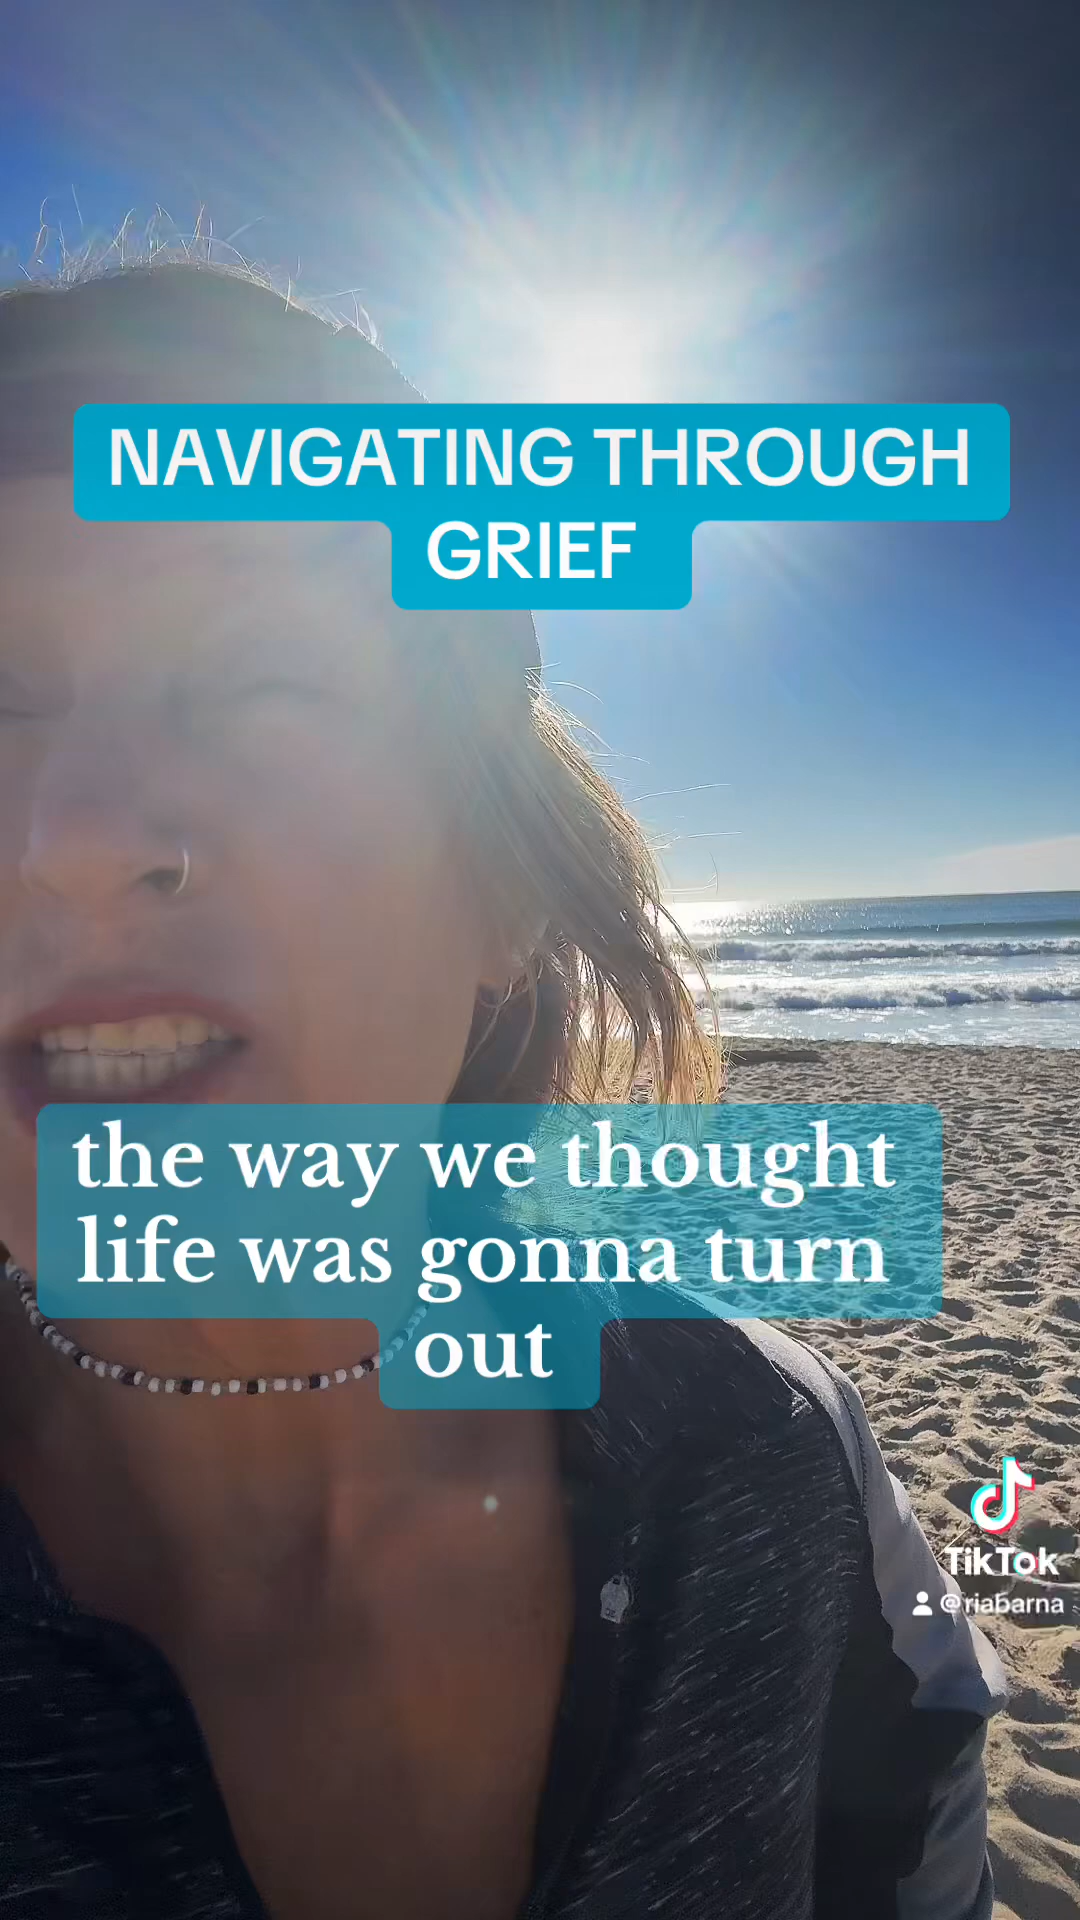 NAVIGATING THROUGH
GRIEF
the way we thought
life was gonna turn
out
TikTok
@riabarna